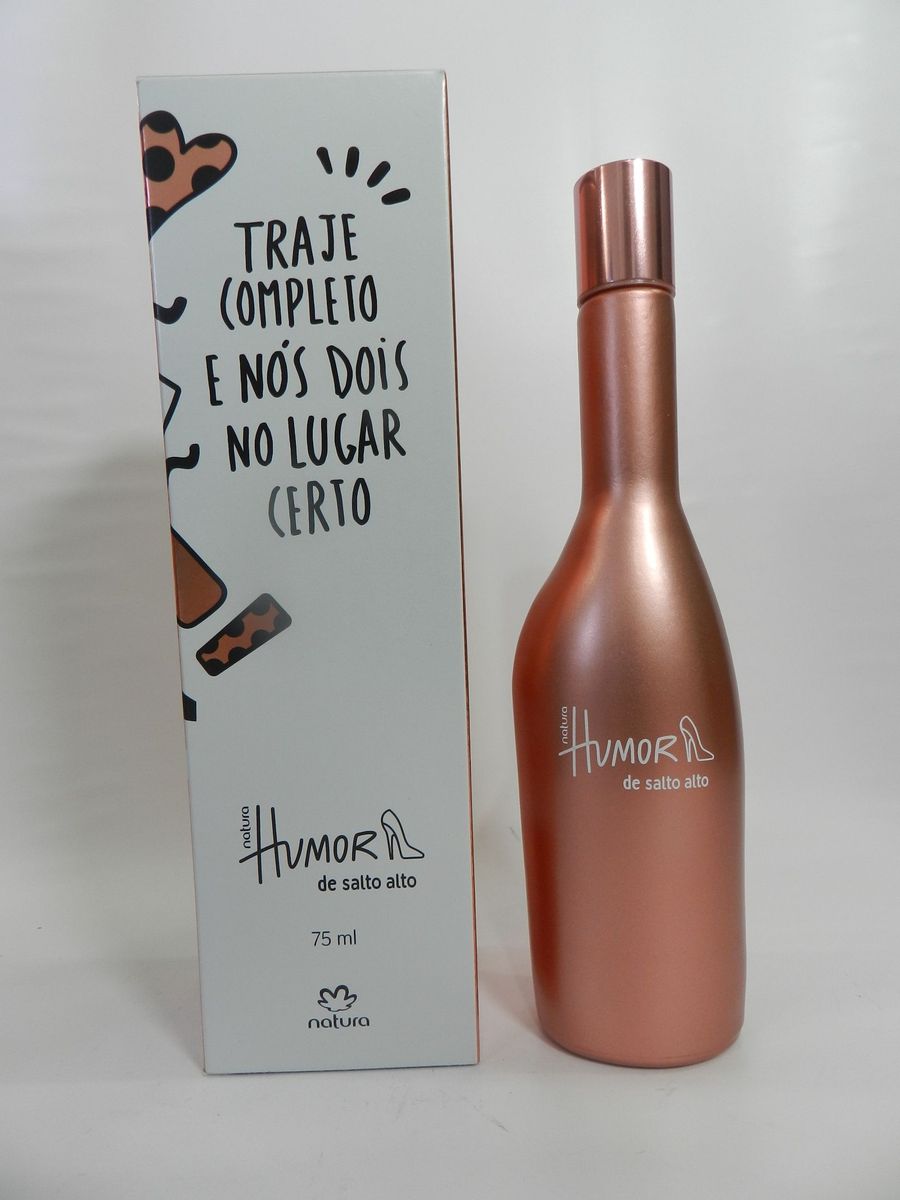 TRAJE
COMPLETO
E NÓS DOIS
NO LUGAR
CERTO
natura
HUMOR
de salto alto
75 ml
natura
natura
HUMOR
de salto alto